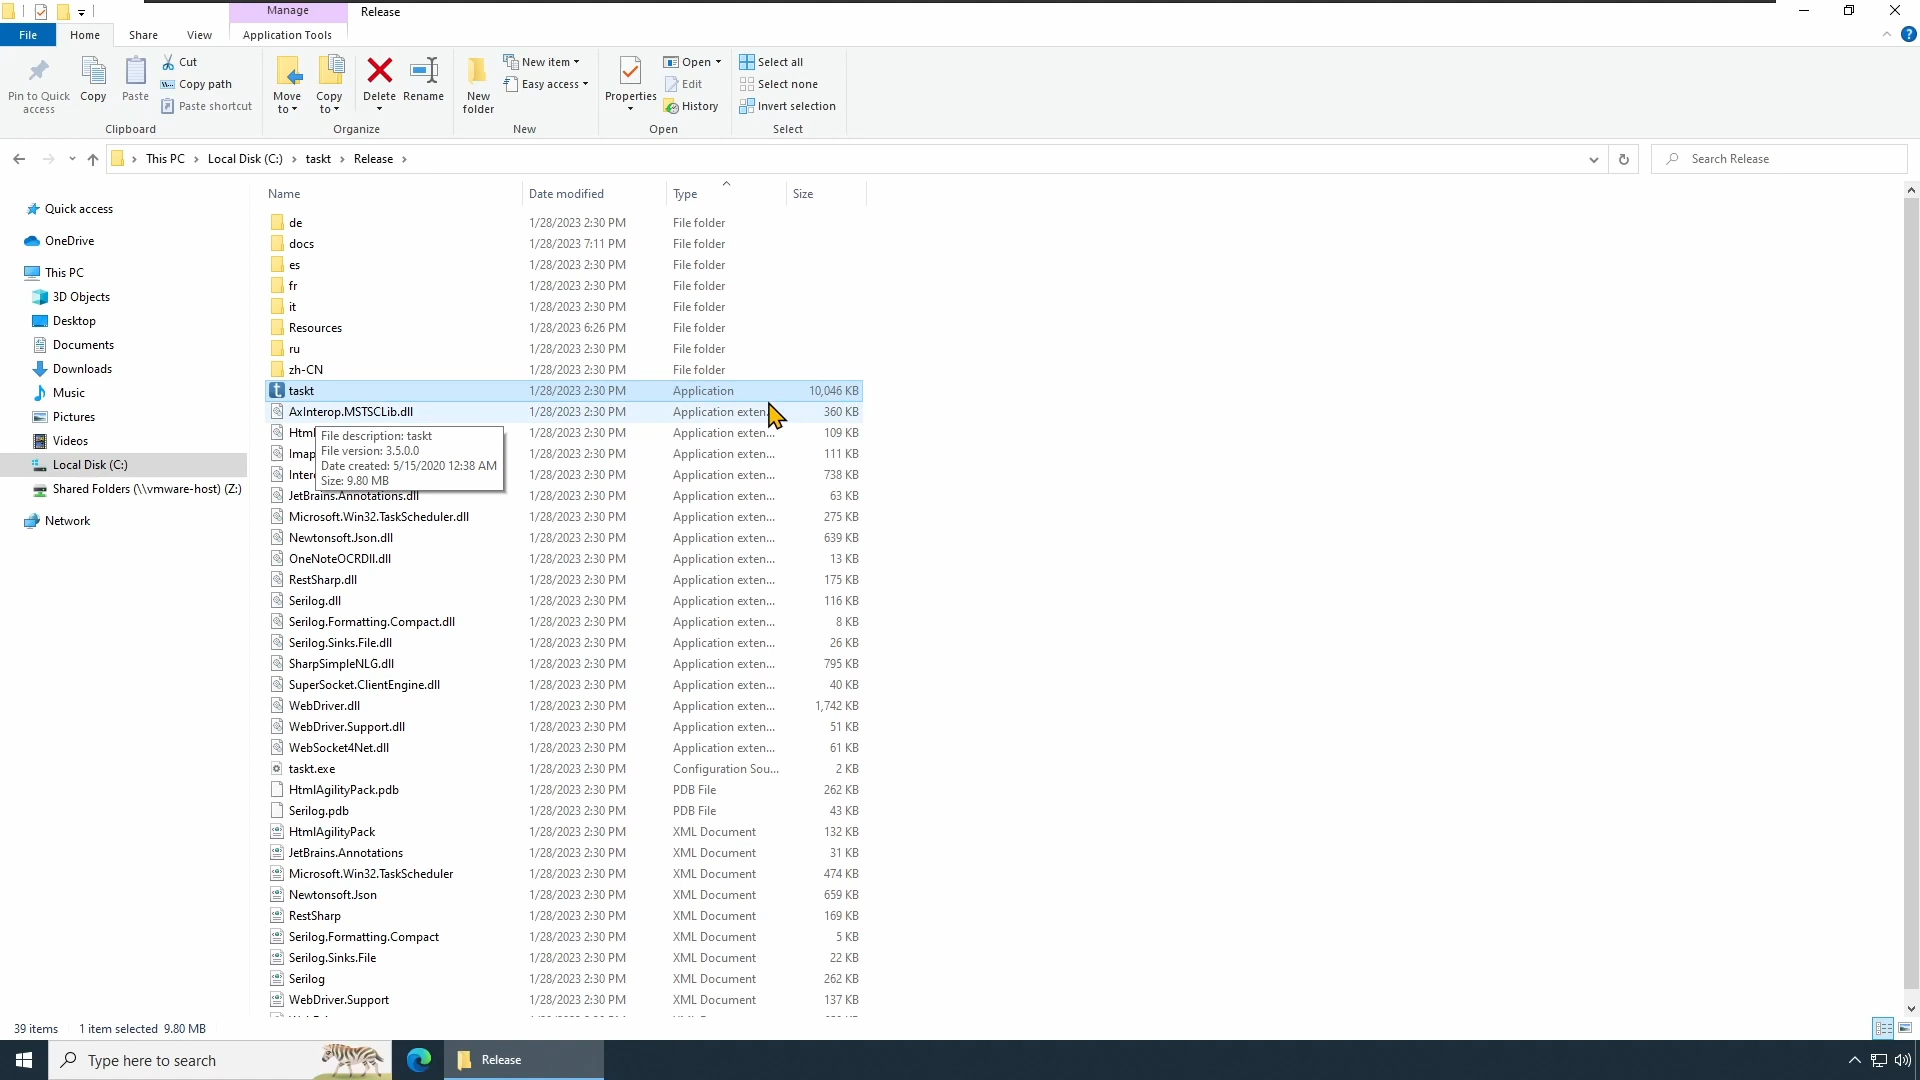 Manage
Release
File
Home
Share
View
Application Tools
Pin to Quick access
Copy
Paste
Cut
Copy path
Paste shortcut
Clipboard
Move to
Copy to
Delete
Rename
Organize
New folder
New item
Easy access
New
Properties
Open
Edit
History
Open
Select all
Select none
Invert selection
Select
This PC > Local Disk (C:) > taskt > Release >
Search Release
Quick access
OneDrive
This PC
3D Objects
Desktop
Documents
Downloads
Music
Pictures
Videos
Local Disk (C:)
Shared Folders (\\vmware-host) (Z:)
Network
Name Date modified Type Size
de 1/28/2023 2:30 PM File folder
docs 1/28/2023 7:11 PM File folder
es 1/28/2023 2:30 PM File folder
fr 1/28/2023 2:30 PM File folder
it 1/28/2023 2:30 PM File folder
Resources 1/28/2023 6:26 PM File folder
ru 1/28/2023 2:30 PM File folder
zh-CN 1/28/2023 2:30 PM File folder
taskt 1/28/2023 2:30 PM Application 10,046 KB
AxInterop.MSTSCLib.dll 1/28/2023 2:30 PM Application exten... 360 KB
Html 1/28/2023 2:30 PM Application exten... 109 KB
Imap 1/28/2023 2:30 PM Application exten... 111 KB
Inter 1/28/2023 2:30 PM Application exten... 738 KB
File description: taskt
File version: 3.5.0.0
Date created: 5/15/2020 12:38 AM
Size: 9.80 MB
JetBrains.Annotations.dll 1/28/2023 2:30 PM Application exten... 63 KB
Microsoft.Win32.TaskScheduler.dll 1/28/2023 2:30 PM Application exten... 275 KB
Newtonsoft.Json.dll 1/28/2023 2:30 PM Application exten... 639 KB
OneNoteOCRDll.dll 1/28/2023 2:30 PM Application exten... 13 KB
RestSharp.dll 1/28/2023 2:30 PM Application exten... 175 KB
Serilog.dll 1/28/2023 2:30 PM Application exten... 116 KB
Serilog.Formatting.Compact.dll 1/28/2023 2:30 PM Application exten... 8 KB
Serilog.Sinks.File.dll 1/28/2023 2:30 PM Application exten... 26 KB
SharpSimpleNLG.dll 1/28/2023 2:30 PM Application exten... 795 KB
SuperSocket.ClientEngine.dll 1/28/2023 2:30 PM Application exten... 40 KB
WebDriver.dll 1/28/2023 2:30 PM Application exten... 1,742 KB
WebDriver.Support.dll 1/28/2023 2:30 PM Application exten... 51 KB
WebSocket4Net.dll 1/28/2023 2:30 PM Application exten... 61 KB
taskt.exe 1/28/2023 2:30 PM Configuration Sou... 2 KB
HtmlAgilityPack.pdb 1/28/2023 2:30 PM PDB File 262 KB
Serilog.pdb 1/28/2023 2:30 PM PDB File 43 KB
HtmlAgilityPack 1/28/2023 2:30 PM XML Document 132 KB
JetBrains.Annotations 1/28/2023 2:30 PM XML Document 31 KB
Microsoft.Win32.TaskScheduler 1/28/2023 2:30 PM XML Document 474 KB
Newtonsoft.Json 1/28/2023 2:30 PM XML Document 659 KB
RestSharp 1/28/2023 2:30 PM XML Document 169 KB
Serilog.Formatting.Compact 1/28/2023 2:30 PM XML Document 5 KB
Serilog.Sinks.File 1/28/2023 2:30 PM XML Document 22 KB
Serilog 1/28/2023 2:30 PM XML Document 262 KB
WebDriver.Support 1/28/2023 2:30 PM XML Document 137 KB
39 items 1 item selected 9.80 MB
Type here to search
Release